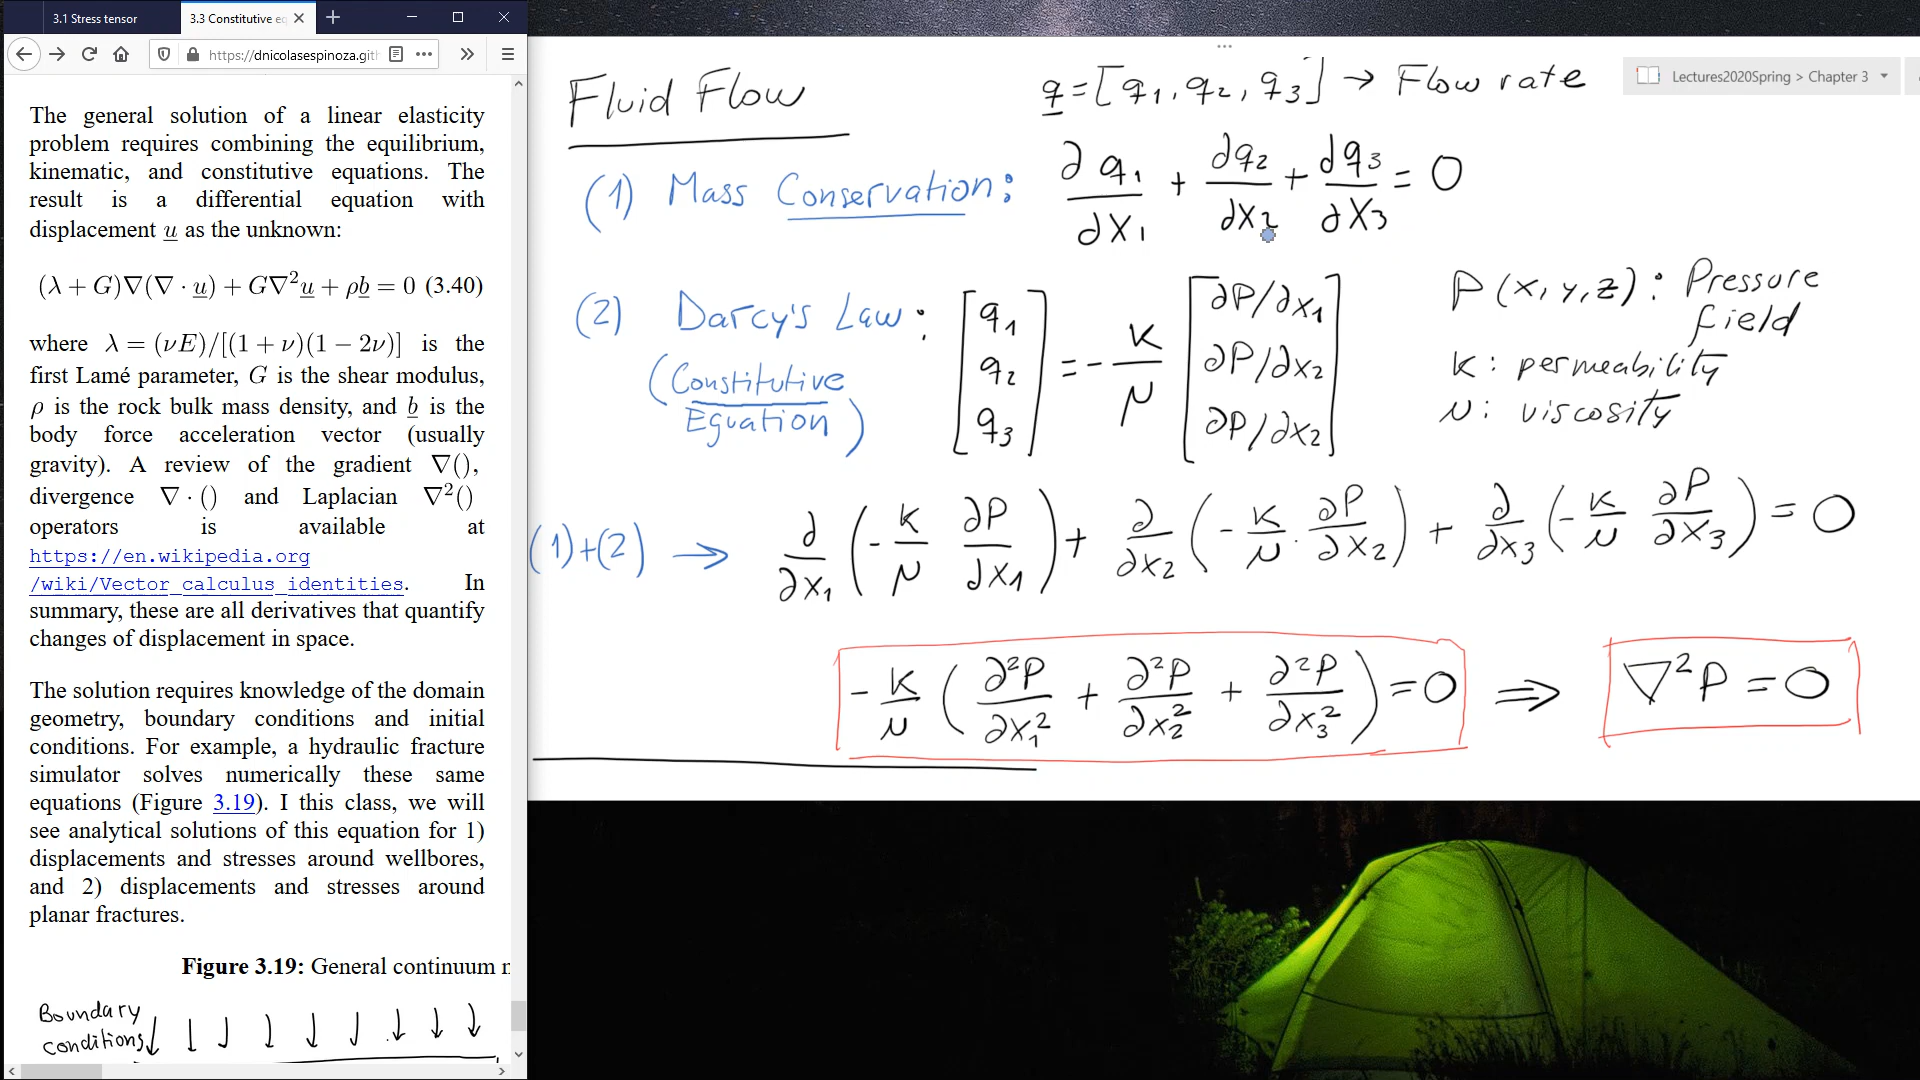 3.1 Stress tensor
3.3 Constitutive eq
https://dnicolasespinoza.git
The general solution of a linear elasticity
problem requires combining the equilibrium,
kinematic, and constitutive equations. The
result is a differential equation with
displacement u as the unknown:
(λ + G)∇(∇ · u) + G∇²u + ρb = 0 (3.40)
where λ = (νE)/[(1 + ν)(1 − 2ν)] is the
first Lamé parameter, G is the shear modulus,
ρ is the rock bulk mass density, and b is the
body force acceleration vector (usually
gravity). A review of the gradient ∇(),
divergence ∇ · () and Laplacian ∇²()
operators is available at
https://en.wikipedia.org
/wiki/Vector_calculus_identities. In
summary, these are all derivatives that quantify
changes of displacement in space.
The solution requires knowledge of the domain
geometry, boundary conditions and initial
conditions. For example, a hydraulic fracture
simulator solves numerically these same
equations (Figure 3.19). I this class, we will
see analytical solutions of this equation for 1)
displacements and stresses around wellbores,
and 2) displacements and stresses around
planar fractures.
Figure 3.19: General continuum
Boundary
conditions
Lectures2020Spring > Chapter 3
Fluid Flow
q = [q1, q2, q3] → Flow rate
(1) Mass Conservation: ∂q1/∂X1 + ∂q2/∂X2 + ∂q3/∂X3 = 0
(2) Darcy's Law: [q1 q2 q3] = - K/μ [∂P/∂x1 ∂P/∂x2 ∂P/∂x2]
(Constitutive
Equation)
P(x,y,z): Pressure
field
K: permeability
μ: viscosity
(1)+(2) → ∂/∂x1 (- K/μ ∂P/∂x1) + ∂/∂x2 (- K/μ · ∂P/∂x2) + ∂/∂x3 (- K/μ ∂P/∂x3) = 0
- K/μ (∂²P/∂x1² + ∂²P/∂x2² + ∂²P/∂x3²) = 0 ⇒ ∇²P = 0